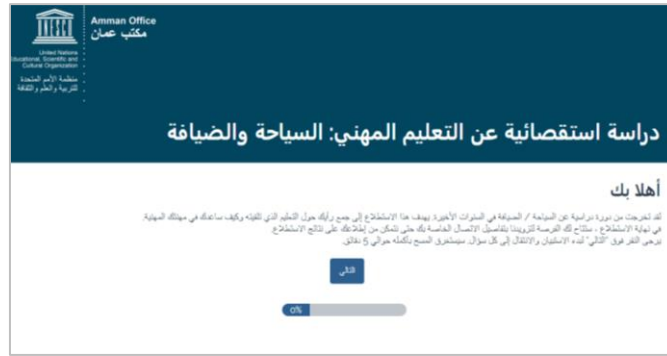 UNESCO
Amman Office
مكتب عمان
United Nations
Educational, Scientific and
Cultural Organization
منظمة الأمم المتحدة
للتربية والعلم والثقافة
دراسة استقصائية عن التعليم المهني: السياحة والضيافة
أهلا بك
لقد تخرجت من دورة دراسية عن السياحة / الضيافة في السنوات الأخيرة. يهدف هذا الاستطلاع إلى جمع رأيك حول التعليم الذي تلقيته وكيف ساعدك في مهنتك المهنية.
في نهاية الاستطلاع ، ستتاح لك الفرصة لتزويدنا بتفاصيل الاتصال الخاصة بك حتى نتمكن من إطلاعك على نتائج الاستطلاع.
يرجى النقر فوق "التالي" لبدء الاستبيان والانتقال إلى كل سؤال. سيستغرق المسح بأكمله حوالي 5 دقائق.
التالي
0%